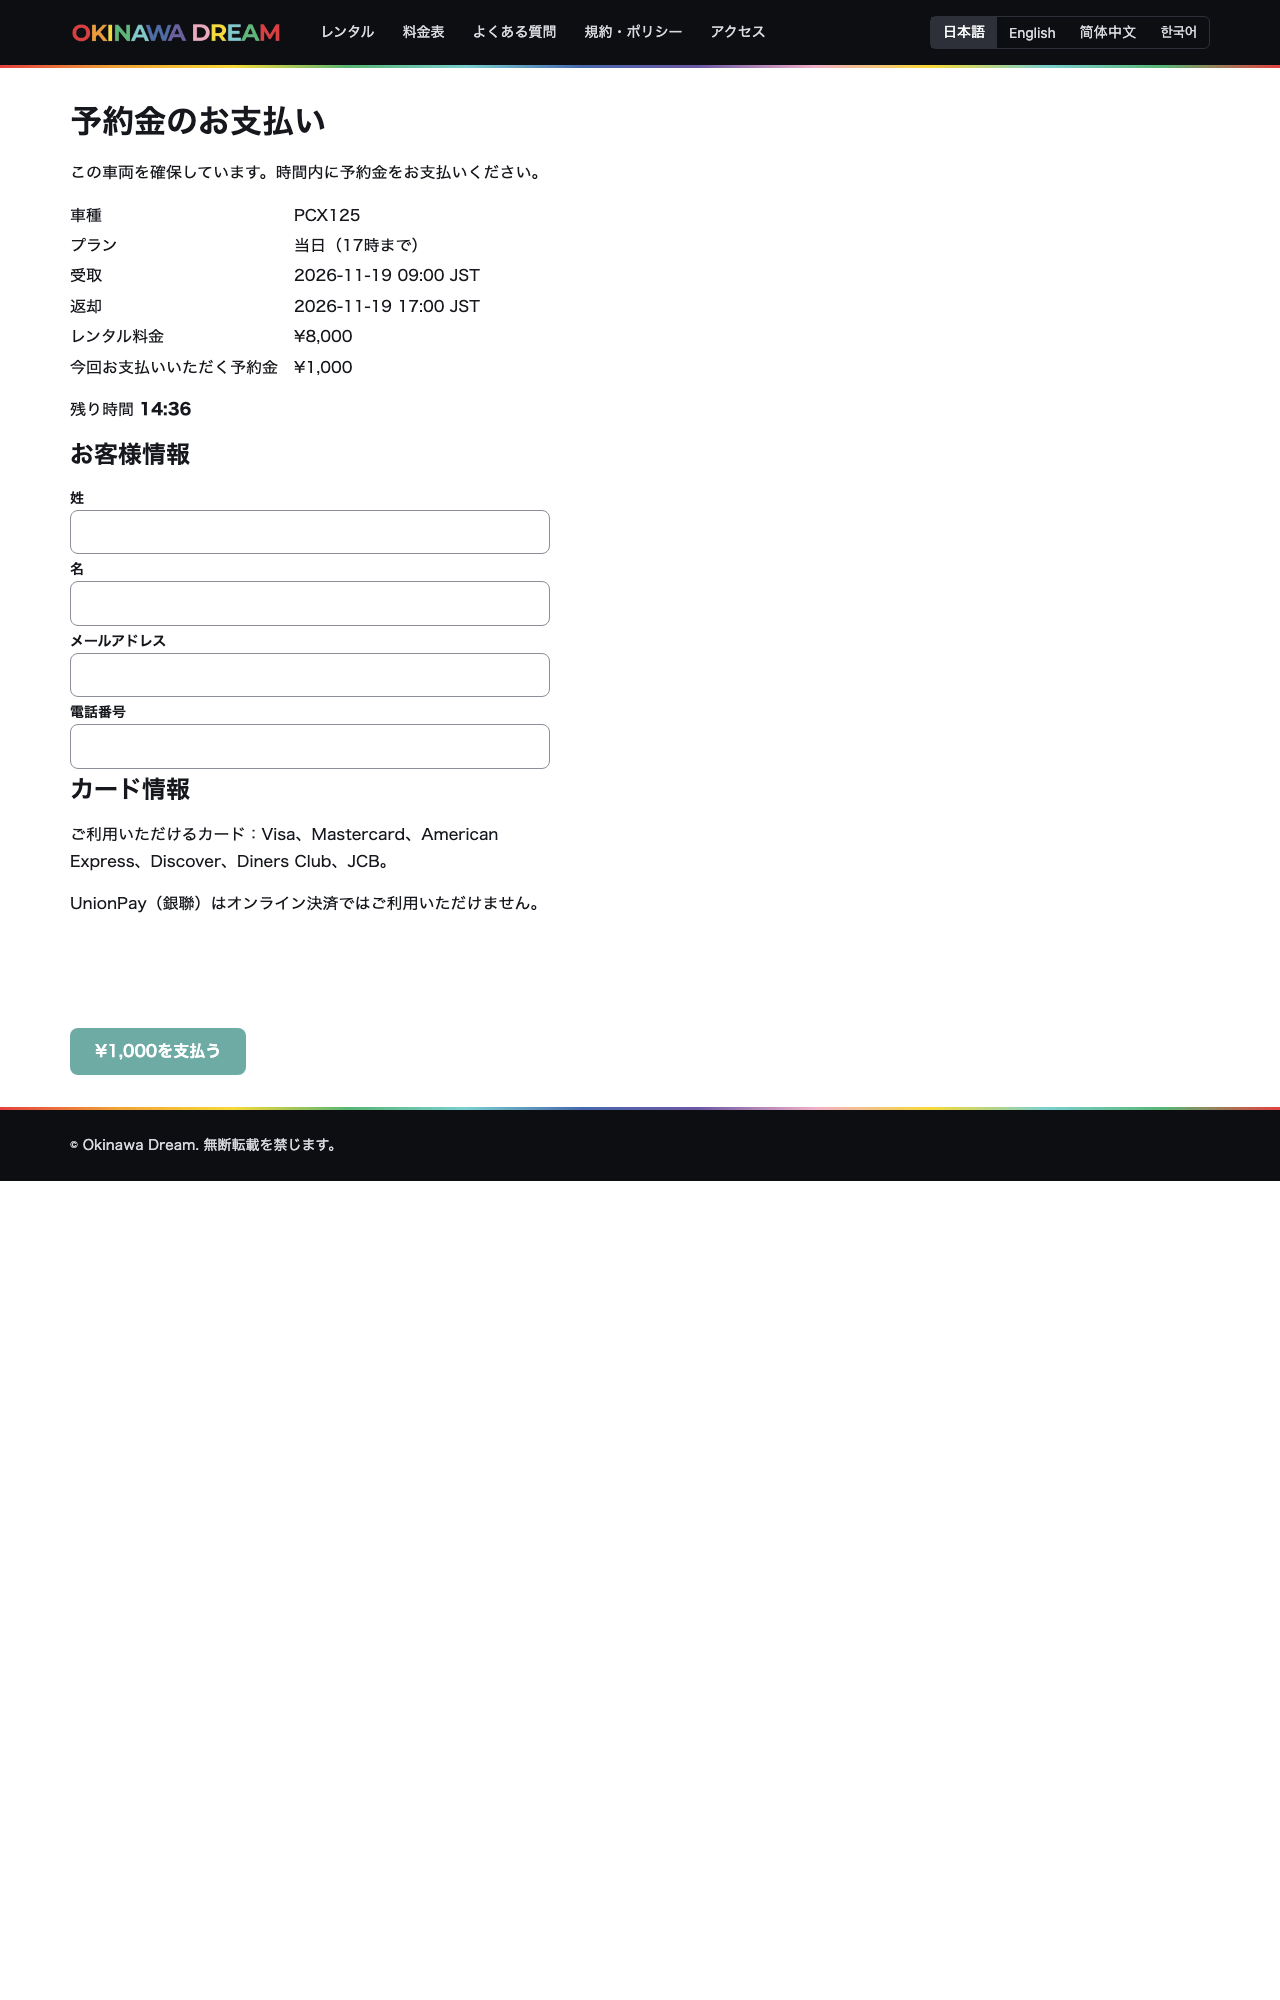 OKINAWA DREAM
レンタル
料金表
よくある質問
規約・ポリシー
アクセス
日本語
English
简体中文
한국어
予約金のお支払い
この車両を確保しています。時間内に予約金をお支払いください。
車種 PCX125
プラン 当日（17時まで）
受取 2026-11-19 09:00 JST
返却 2026-11-19 17:00 JST
レンタル料金 ¥8,000
今回お支払いいただく予約金 ¥1,000
残り時間 14:36
お客様情報
姓
名
メールアドレス
電話番号
カード情報
ご利用いただけるカード：Visa、Mastercard、American
Express、Discover、Diners Club、JCB。
UnionPay（銀聯）はオンライン決済ではご利用いただけません。
¥1,000を支払う
© Okinawa Dream. 無断転載を禁じます。